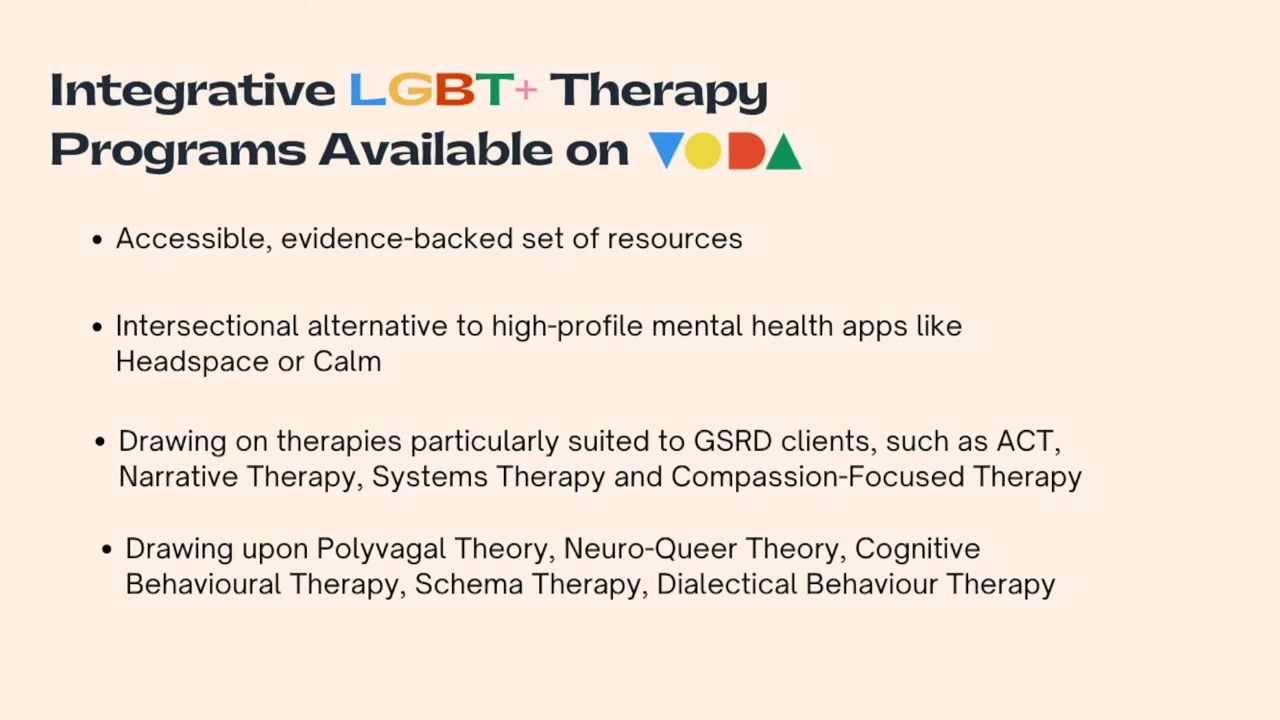 Integrative LGBT+ Therapy
Programs Available on VODA
• Accessible, evidence-backed set of resources
• Intersectional alternative to high-profile mental health apps like
Headspace or Calm
• Drawing on therapies particularly suited to GSRD clients, such as ACT,
Narrative Therapy, Systems Therapy and Compassion-Focused Therapy
• Drawing upon Polyvagal Theory, Neuro-Queer Theory, Cognitive
Behavioural Therapy, Schema Therapy, Dialectical Behaviour Therapy